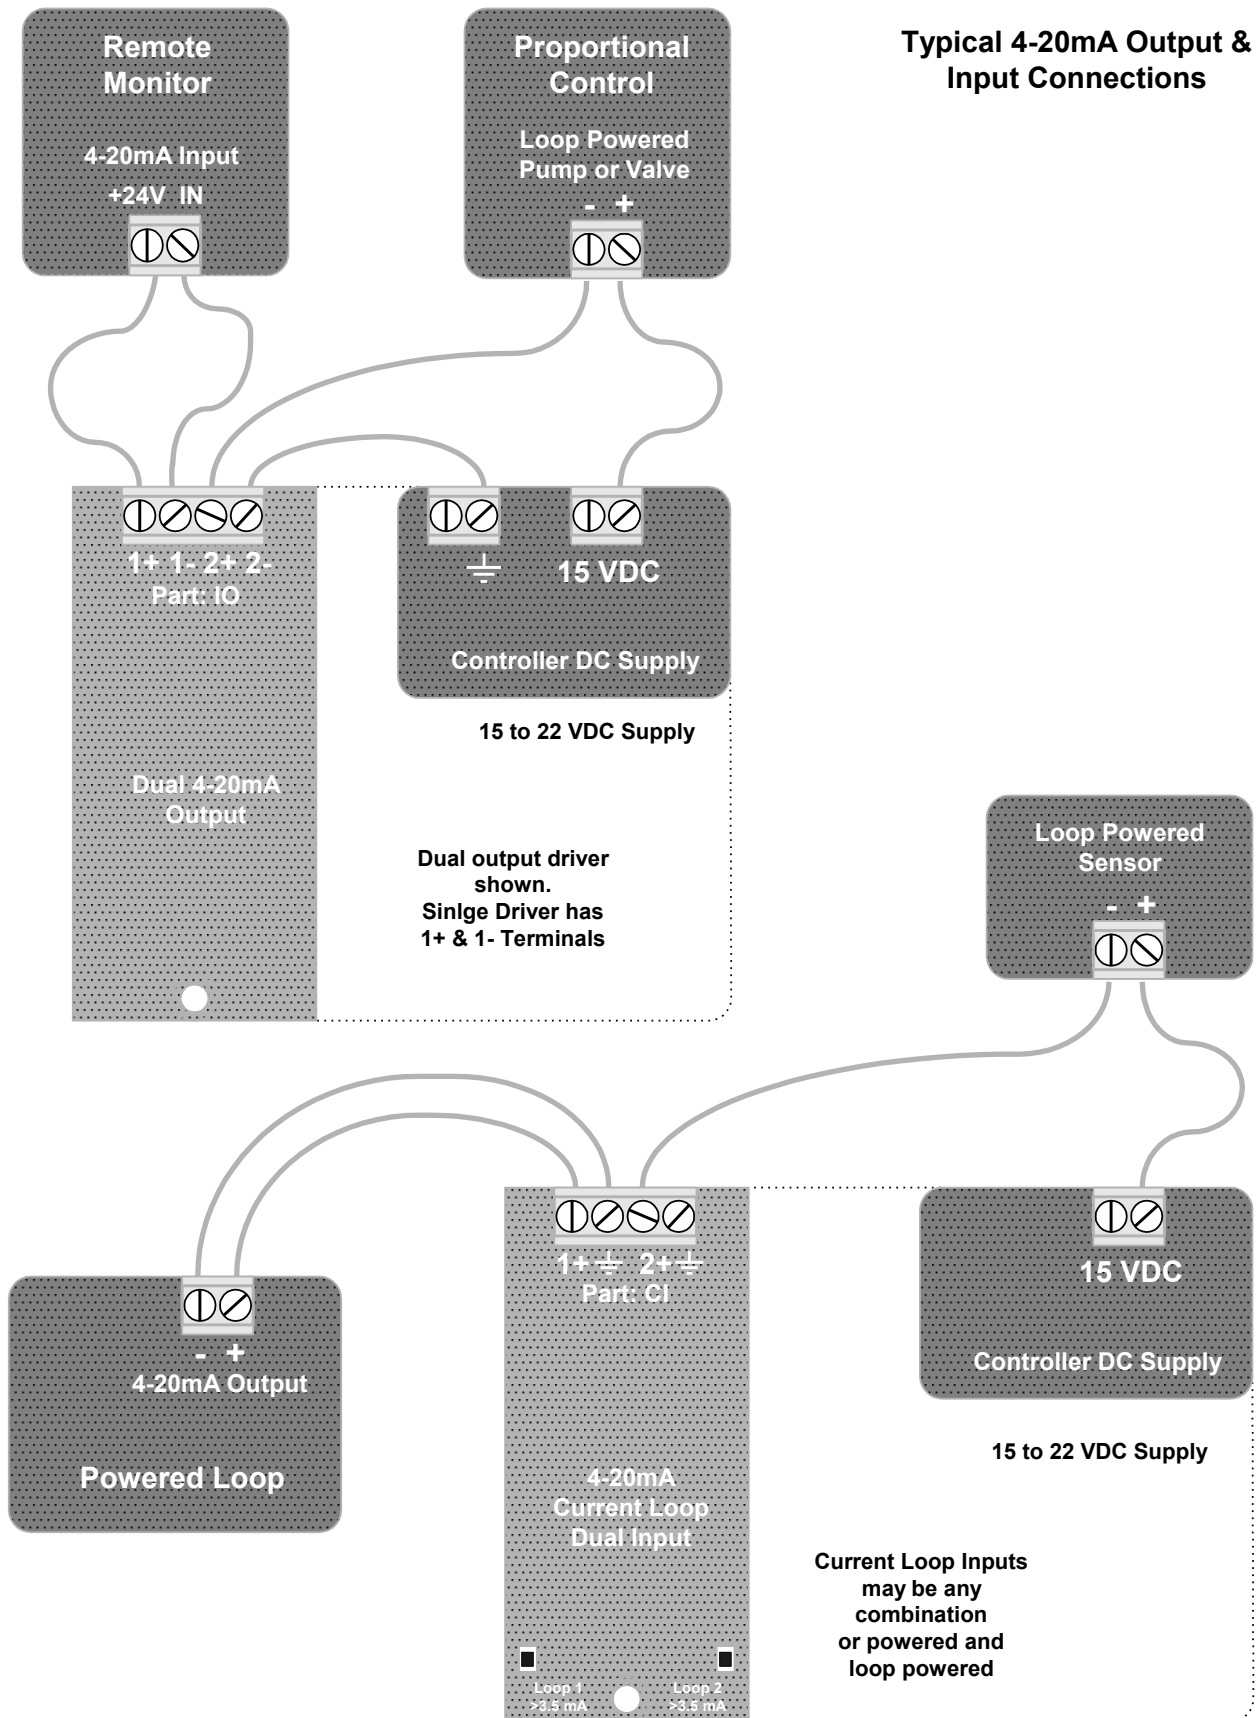 Typical 4-20mA Output &
Input Connections
Remote
Monitor
4-20mA Input
+24V IN
Proportional
Control
Loop Powered
Pump or Valve
- +
1+ 1- 2+ 2-
Part: IO
Dual 4-20mA
Output
15 VDC
Controller DC Supply
15 to 22 VDC Supply
Dual output driver
shown.
Sinlge Driver has
1+ & 1- Terminals
Loop Powered
Sensor
- +
1+ 2+
Part: CI
4-20mA
Current Loop
Dual Input
Loop 1
>3.5 mA
Loop 2
>3.5 mA
- +
4-20mA Output
Powered Loop
15 VDC
Controller DC Supply
15 to 22 VDC Supply
Current Loop Inputs
may be any
combination
or powered and
loop powered